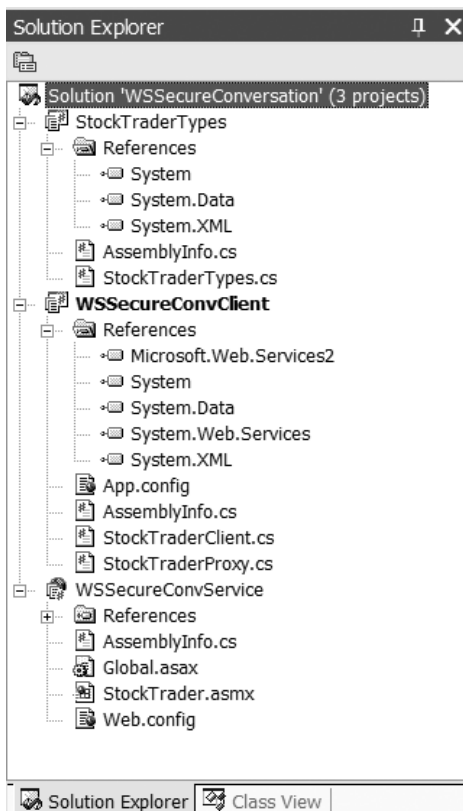 Solution Explorer
Solution 'WSSecureConversation' (3 projects)
StockTraderTypes
References
System
System.Data
System.XML
AssemblyInfo.cs
StockTraderTypes.cs
WSSecureConvClient
References
Microsoft.Web.Services2
System
System.Data
System.Web.Services
System.XML
App.config
AssemblyInfo.cs
StockTraderClient.cs
StockTraderProxy.cs
WSSecureConvService
References
AssemblyInfo.cs
Global.asax
StockTrader.asmx
Web.config
Solution Explorer Class View